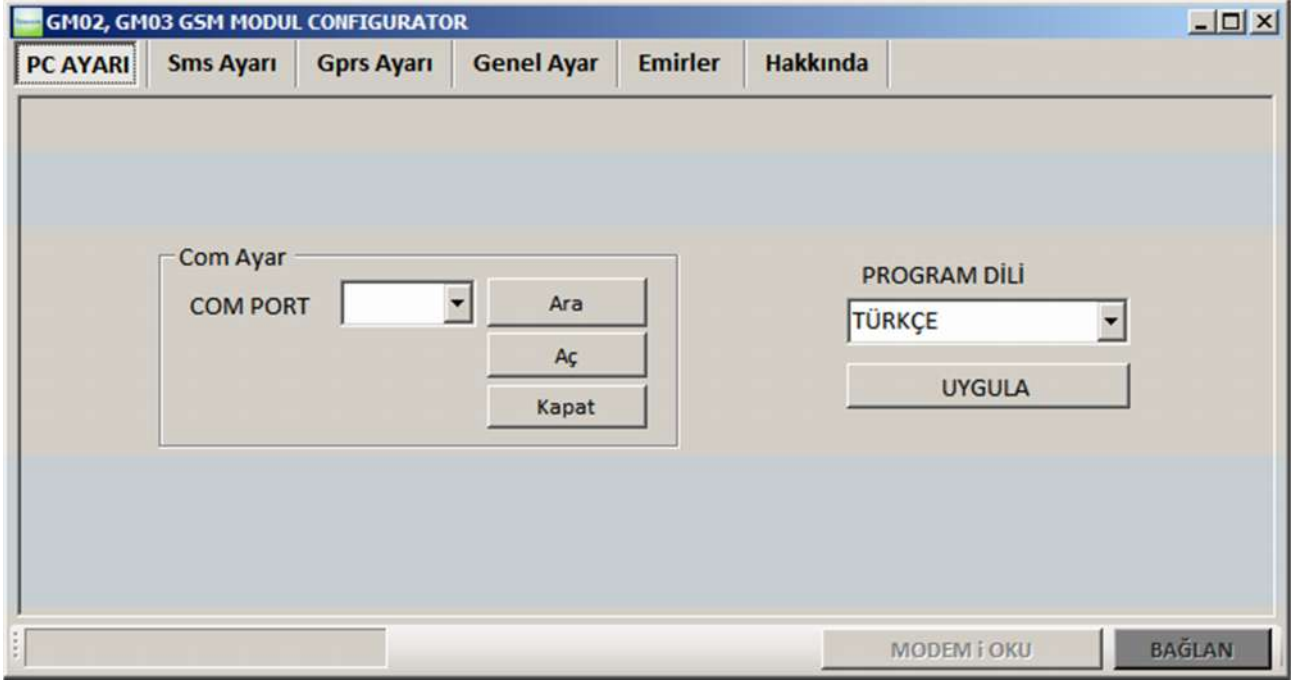 GM02, GM03 GSM MODUL CONFIGURATOR
PC AYARI Sms Ayarı Gprs Ayarı Genel Ayar Emirler Hakkında
Com Ayar
COM PORT Ara
Aç
Kapat
PROGRAM DİLİ
TÜRKÇE
UYGULA
MODEM i OKU BAĞLAN